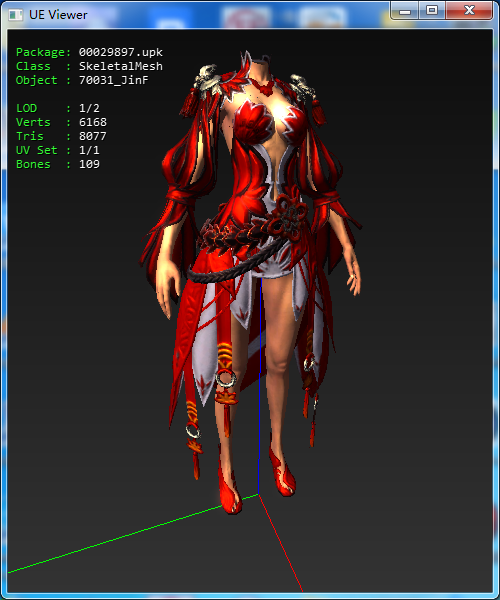 UE Viewer
Package: 00029897.upk
Class : SkeletalMesh
Object : 70031_JinF
LOD : 1/2
Verts : 6168
Tris : 8077
UV Set : 1/1
Bones : 109